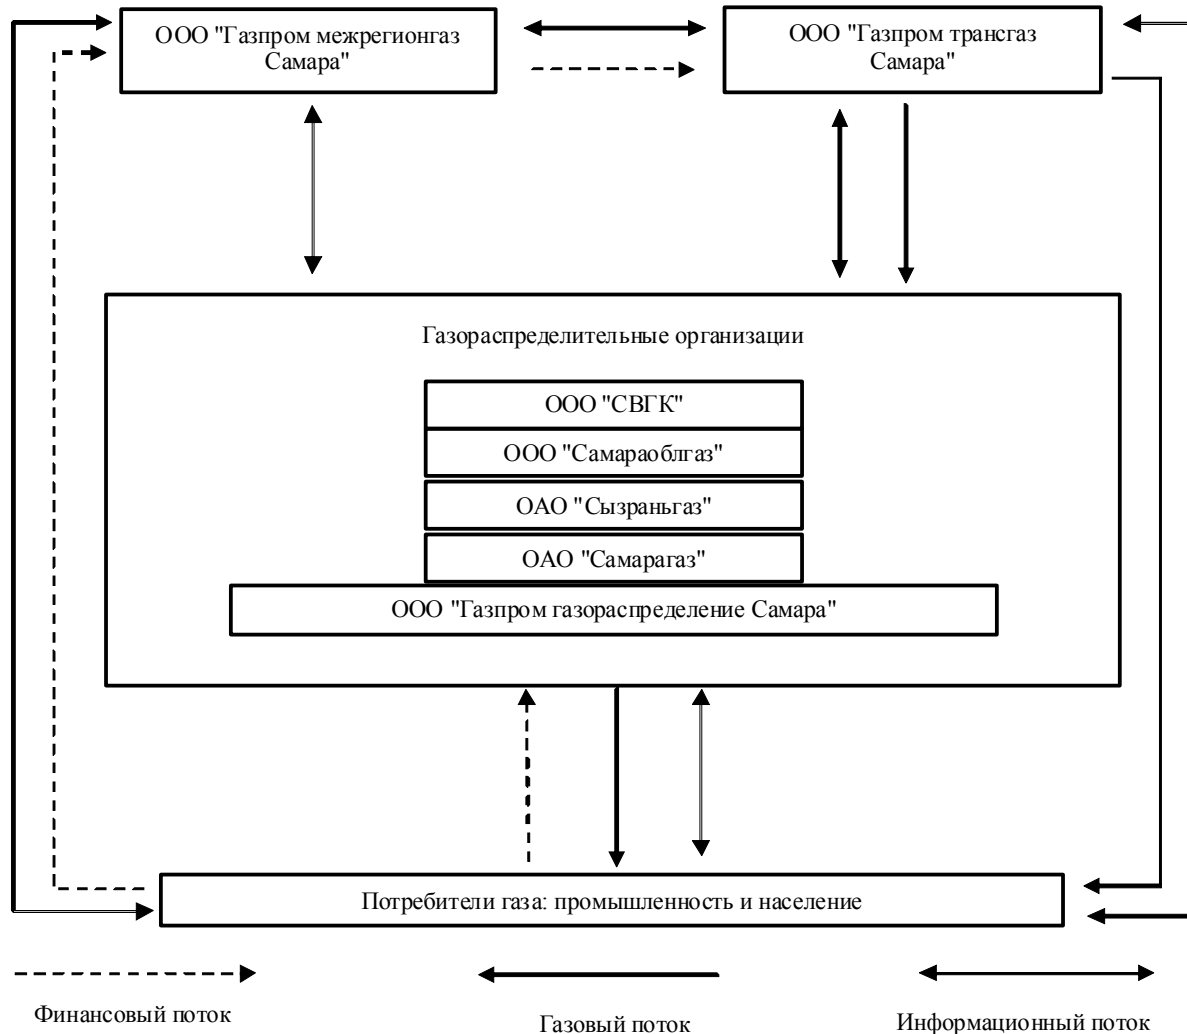 ООО "Газпром межрегионгаз
Самара"
ООО "Газпром трансгаз
Самара"
Газораспределительные организации
ООО "СВГК"
ООО "Самараоблгаз"
ОАО "Сызраньгаз"
ОАО "Самарагаз"
ООО "Газпром газораспределение Самара"
Потребители газа: промышленность и население
Финансовый поток
Газовый поток
Информационный поток